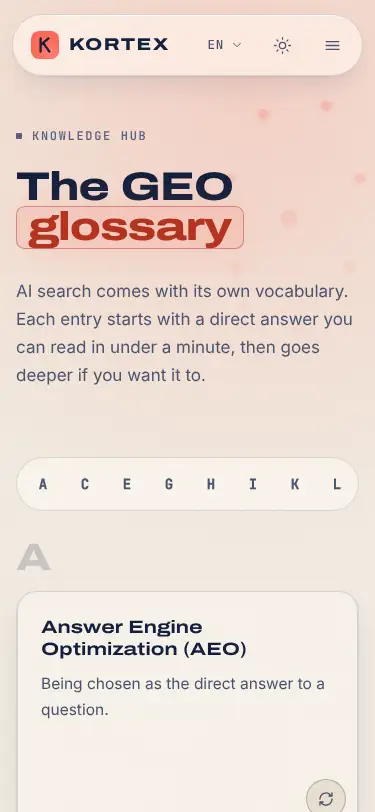 K KORTEX EN
KNOWLEDGE HUB
The GEO
glossary
AI search comes with its own vocabulary.
Each entry starts with a direct answer you
can read in under a minute, then goes
deeper if you want it to.
A C E G H I K L
A
Answer Engine
Optimization (AEO)
Being chosen as the direct answer to a
question.